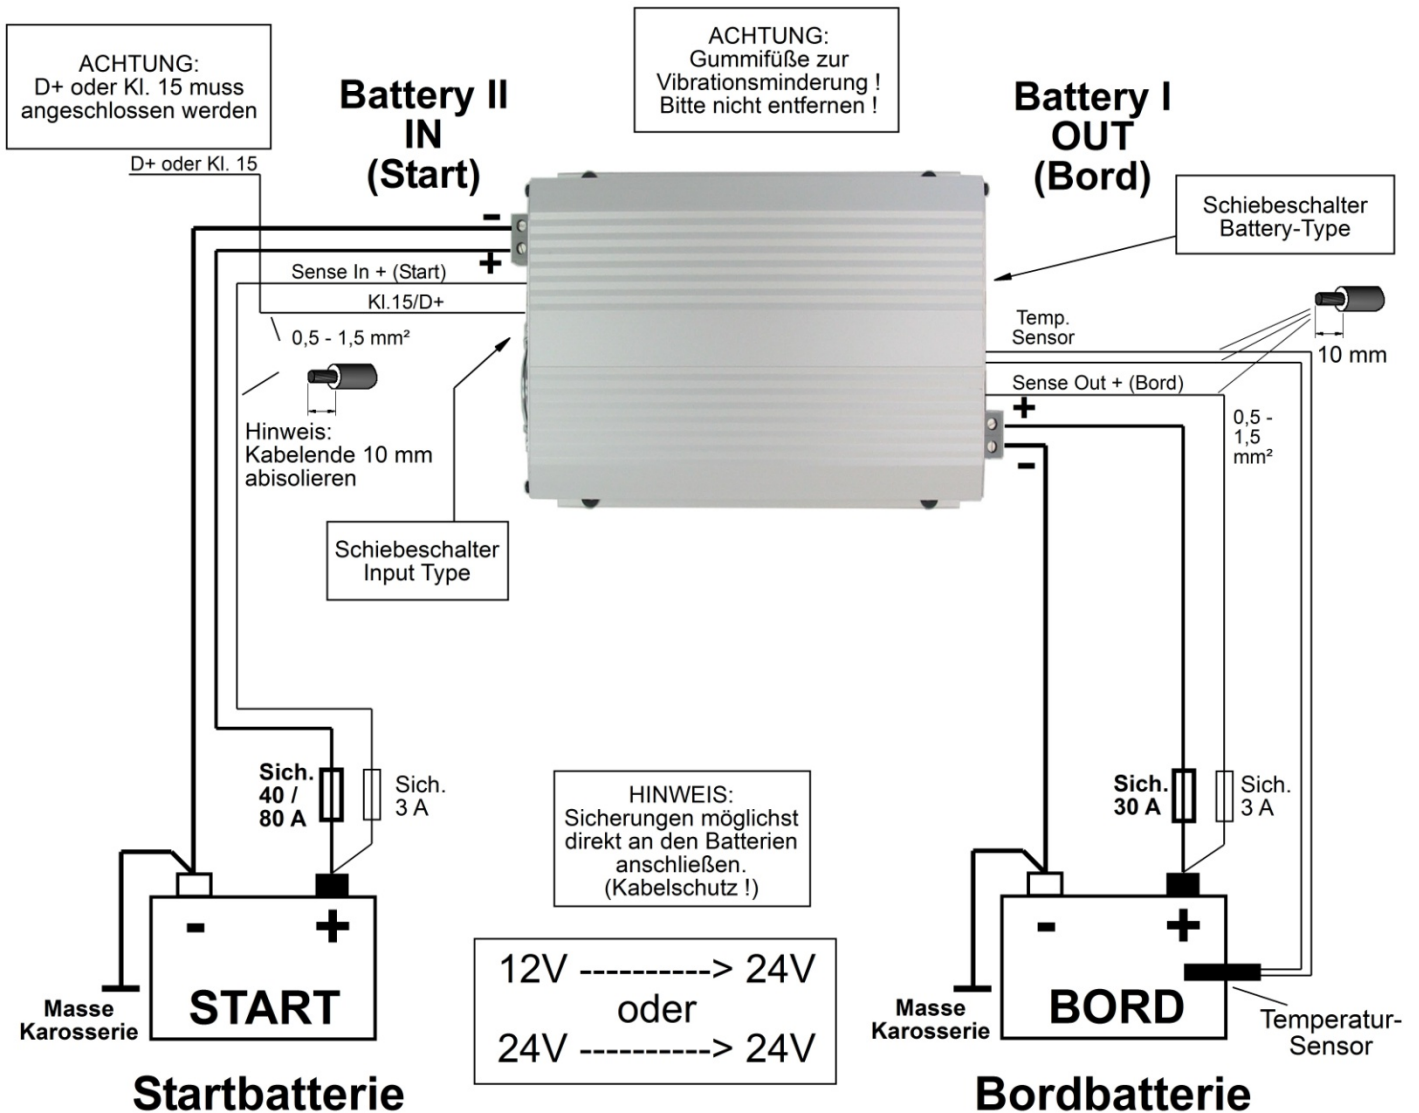 ACHTUNG:
D+ oder Kl. 15 muss
angeschlossen werden
D+ oder Kl. 15
Battery II
IN
(Start)
ACHTUNG:
Gummifüße zur
Vibrationsminderung !
Bitte nicht entfernen !
Battery I
OUT
(Bord)
Schiebeschalter
Battery-Type
-
+
Sense In + (Start)
Kl.15/D+
0,5 - 1,5 mm²
Hinweis:
Kabelende 10 mm
abisolieren
Schiebeschalter
Input Type
Temp.
Sensor
10 mm
Sense Out + (Bord)
+
-
0,5 -
1,5
mm²
Sich.
40 /
80 A
Sich.
3 A
HINWEIS:
Sicherungen möglichst
direkt an den Batterien
anschließen.
(Kabelschutz !)
Sich.
30 A
Sich.
3 A
- +
START
Masse
Karosserie
Startbatterie
12V ----------> 24V
oder
24V ----------> 24V
- +
BORD
Masse
Karosserie
Temperatur-
Sensor
Bordbatterie